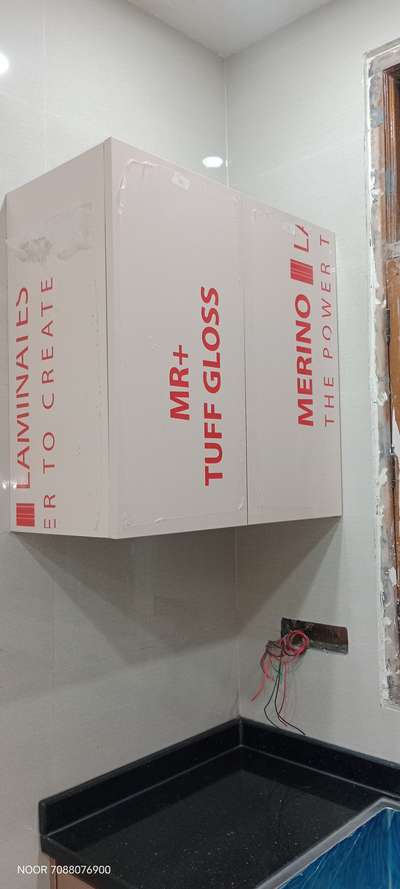 LAMINATES
ER TO CREATE
MR+
TUFF GLOSS
MERINO LA
THE POWER T
NOOR 7088076900